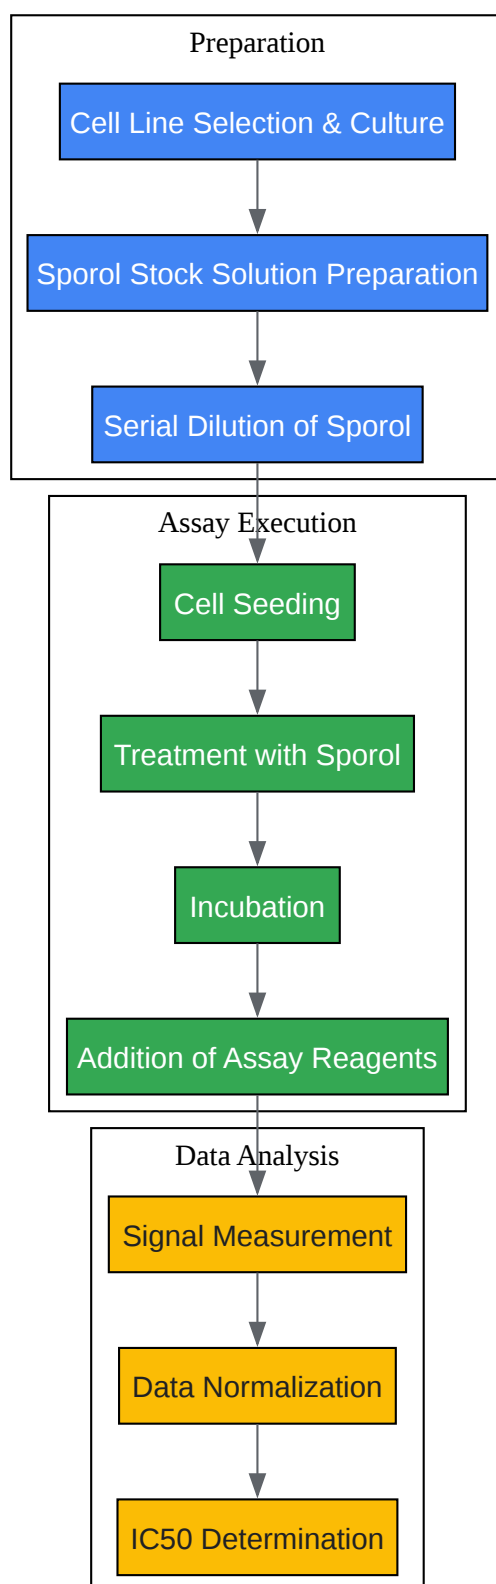 Preparation
Cell Line Selection & Culture
Sporol Stock Solution Preparation
Serial Dilution of Sporol
Assay Execution
Cell Seeding
Treatment with Sporol
Incubation
Addition of Assay Reagents
Data Analysis
Signal Measurement
Data Normalization
IC50 Determination